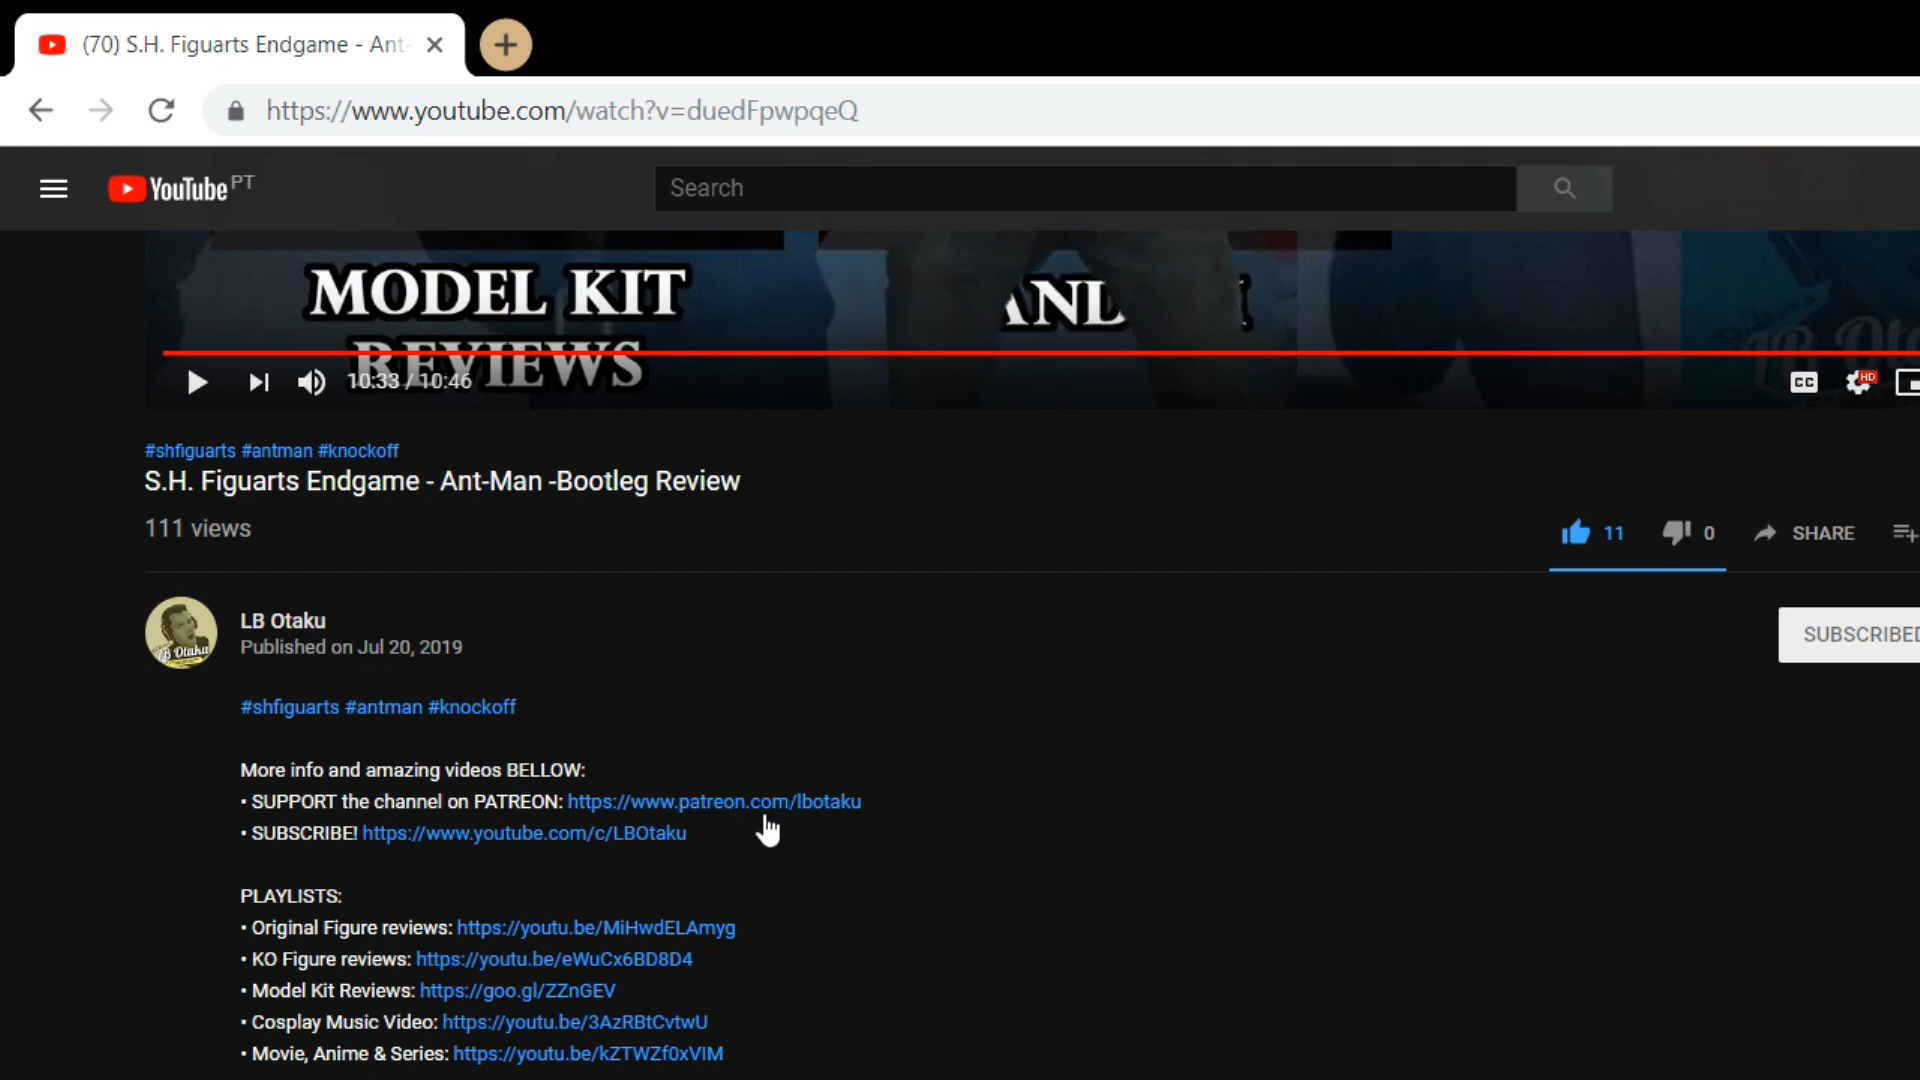 (70) S.H. Figuarts Endgame - Ant-
https://www.youtube.com/watch?v=duedFpwpqeQ
YouTube PT
Search
MODEL KIT
REVIEWS
10:33 / 10:46
CC
HD
#shfiguarts #antman #knockoff
S.H. Figuarts Endgame - Ant-Man -Bootleg Review
111 views
11
0
SHARE
LB Otaku
Published on Jul 20, 2019
SUBSCRIBED
#shfiguarts #antman #knockoff
More info and amazing videos BELLOW:
• SUPPORT the channel on PATREON: https://www.patreon.com/lbotaku
• SUBSCRIBE! https://www.youtube.com/c/LBOtaku
PLAYLISTS:
• Original Figure reviews: https://youtu.be/MiHwdELAmyg
• KO Figure reviews: https://youtu.be/eWuCx6BD8D4
• Model Kit Reviews: https://goo.gl/ZZnGEV
• Cosplay Music Video: https://youtu.be/3AzRBtCvtwU
• Movie, Anime & Series: https://youtu.be/kZTWZf0xVIM